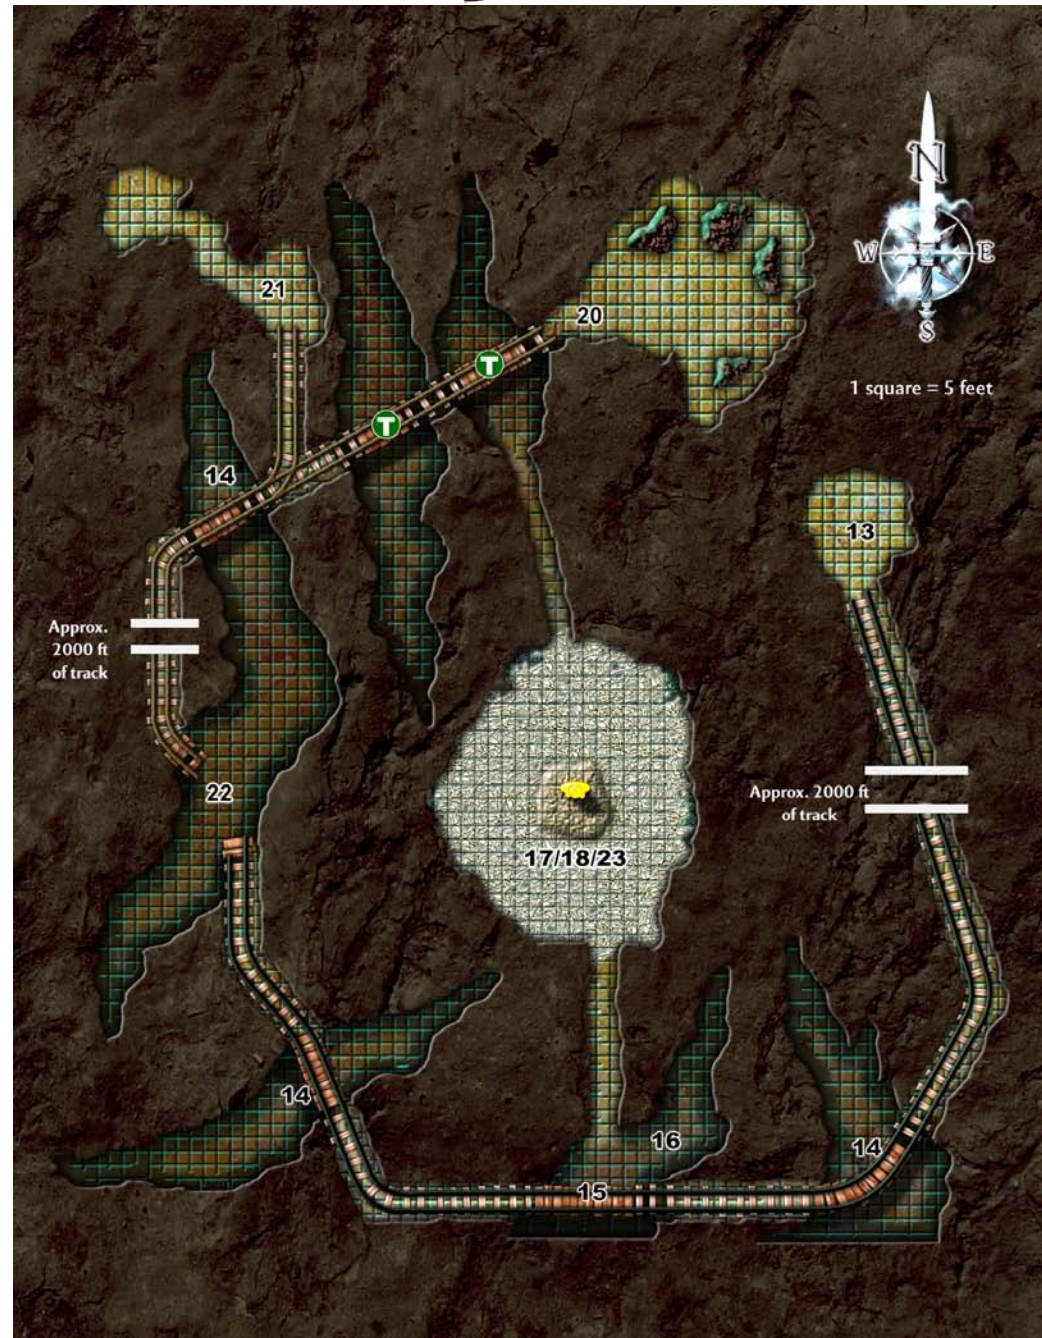 N
W
E
S
21
20
T
1 square = 5 feet
T
14
13
Approx.
2000 ft
of track
22
Approx. 2000 ft
of track
17/18/23
14
16
14
15